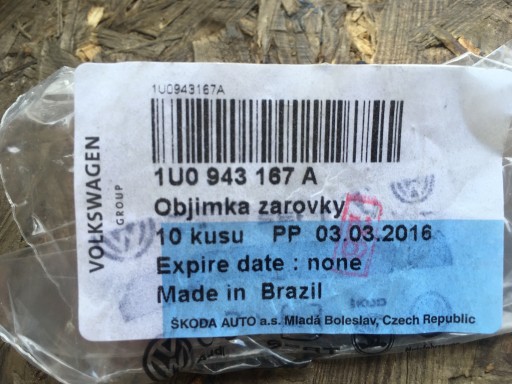 1U0943167A
VOLKSWAGEN
GROUP
1U0 943 167 A
Objimka zarovky
10 kusu PP 03.03.2016
Expire date : none
Made in Brazil
ŠKODA AUTO a.s. Mladá Boleslav, Czech Republic
Audi